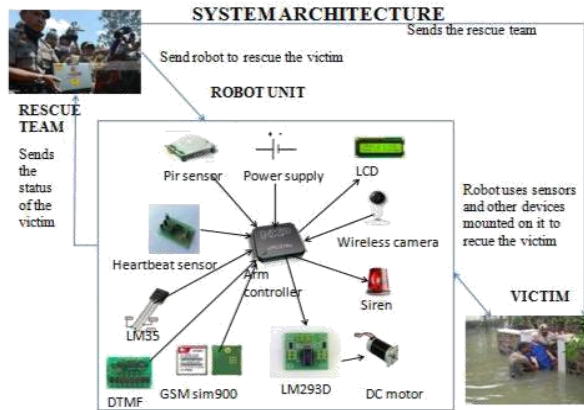 SYSTEM ARCHITECTURE
Sends the rescue team
Send robot to rescue the victim
ROBOT UNIT
RESCUE
TEAM
Sends
the
status
of the
victim
Pir sensor
Power supply
LCD
Heartbeat sensor
Wireless camera
Arm
controller
Siren
LM35
DTMF
GSM sim900
LM293D
DC motor
Robot uses sensors
and other devices
mounted on it to
recue the victim
VICTIM